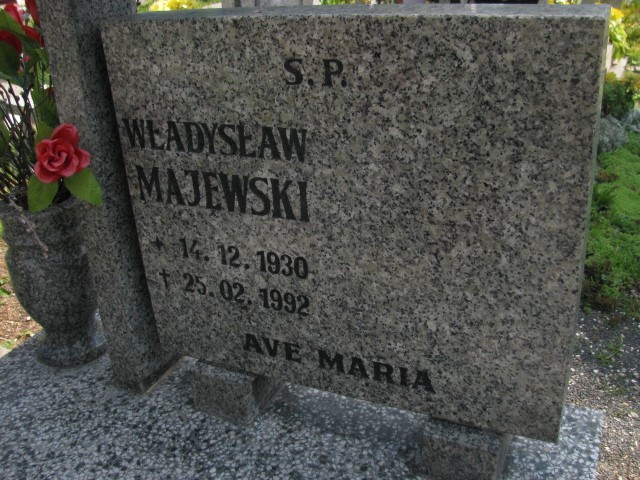 S.P.
WŁADYSŁAW
MAJEWSKI
* 14.12.1930
† 25.02.1992
AVE MARIA